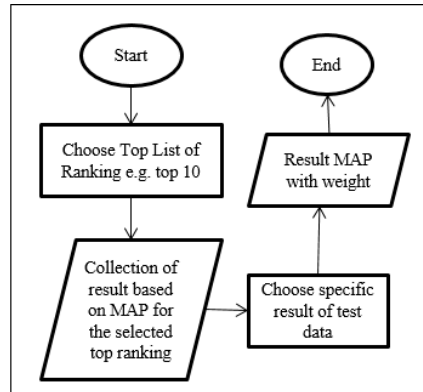 Start
Choose Top List of
Ranking e.g. top 10
Collection of
result based
on MAP for
the selected
top ranking
Choose specific
result of test
data
Result MAP
with weight
End